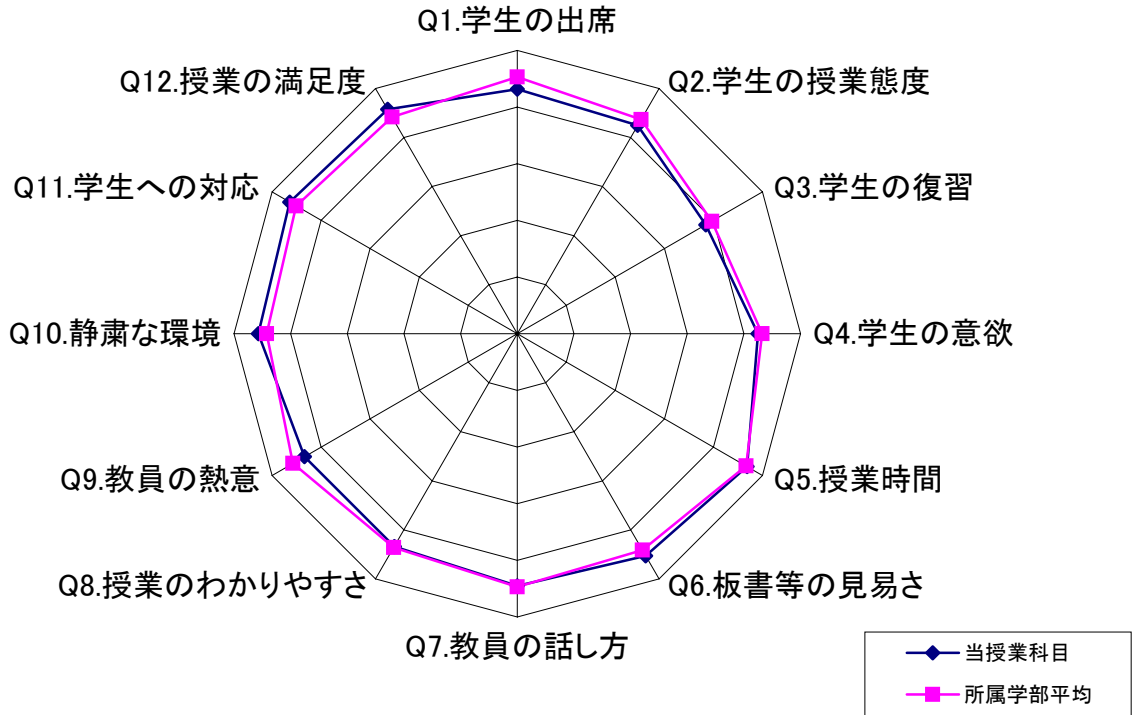 Q1.学生の出席
Q2.学生の授業態度
Q3.学生の復習
Q4.学生の意欲
Q5.授業時間
Q6.板書等の見易さ
Q7.教員の話し方
Q8.授業のわかりやすさ
Q9.教員の熱意
Q10.静粛な環境
Q11.学生への対応
Q12.授業の満足度
当授業科目
所属学部平均